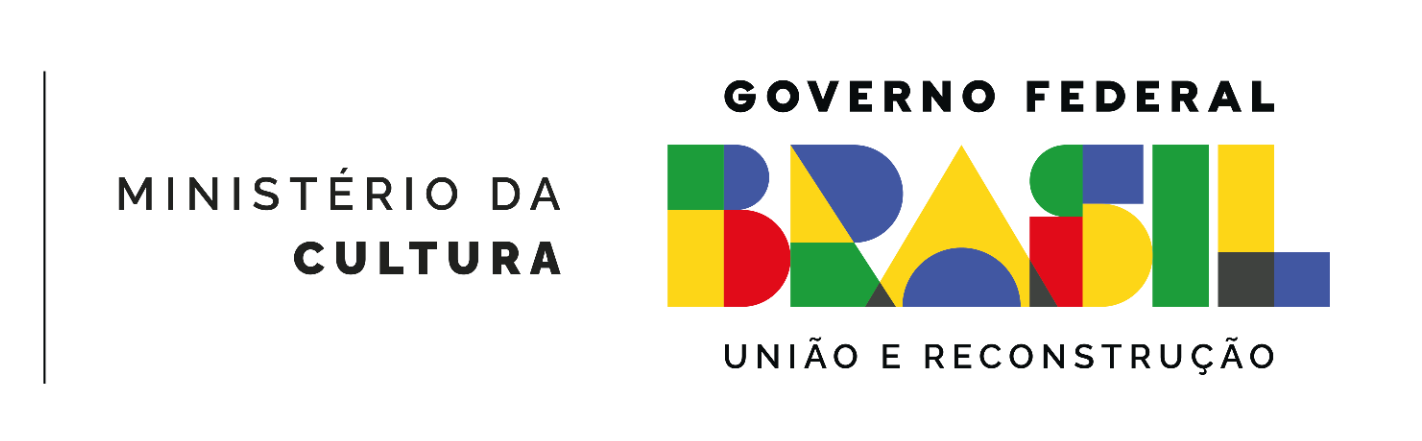 MINISTÉRIO DA
CULTURA
GOVERNO FEDERAL
BRASIL
UNIÃO E RECONSTRUÇÃO